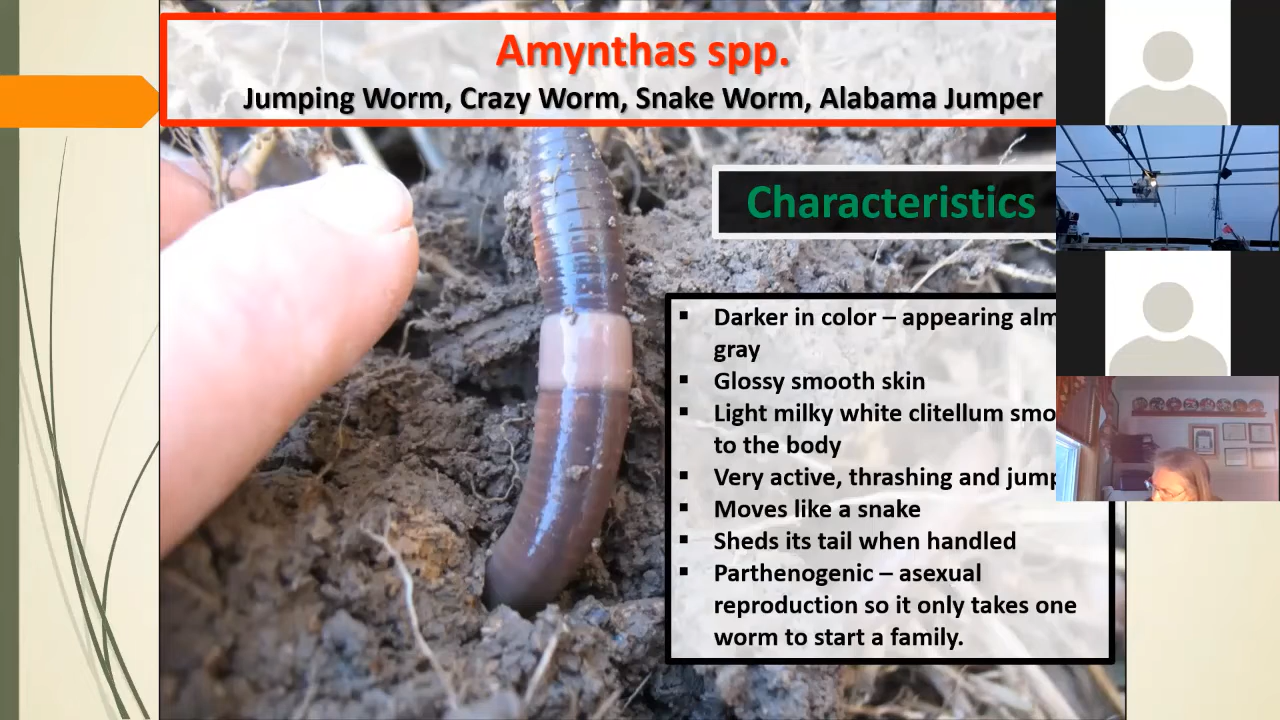 Amynthas spp.
Jumping Worm, Crazy Worm, Snake Worm, Alabama Jumper
Characteristics
▪ Darker in color – appearing
gray
▪ Glossy smooth skin
▪ Light milky white clitellum
to the body
▪ Very active, thrashing and
▪ Moves like a snake
▪ Sheds its tail when handled
▪ Parthenogenic – asexual
reproduction so it only takes one
worm to start a family.